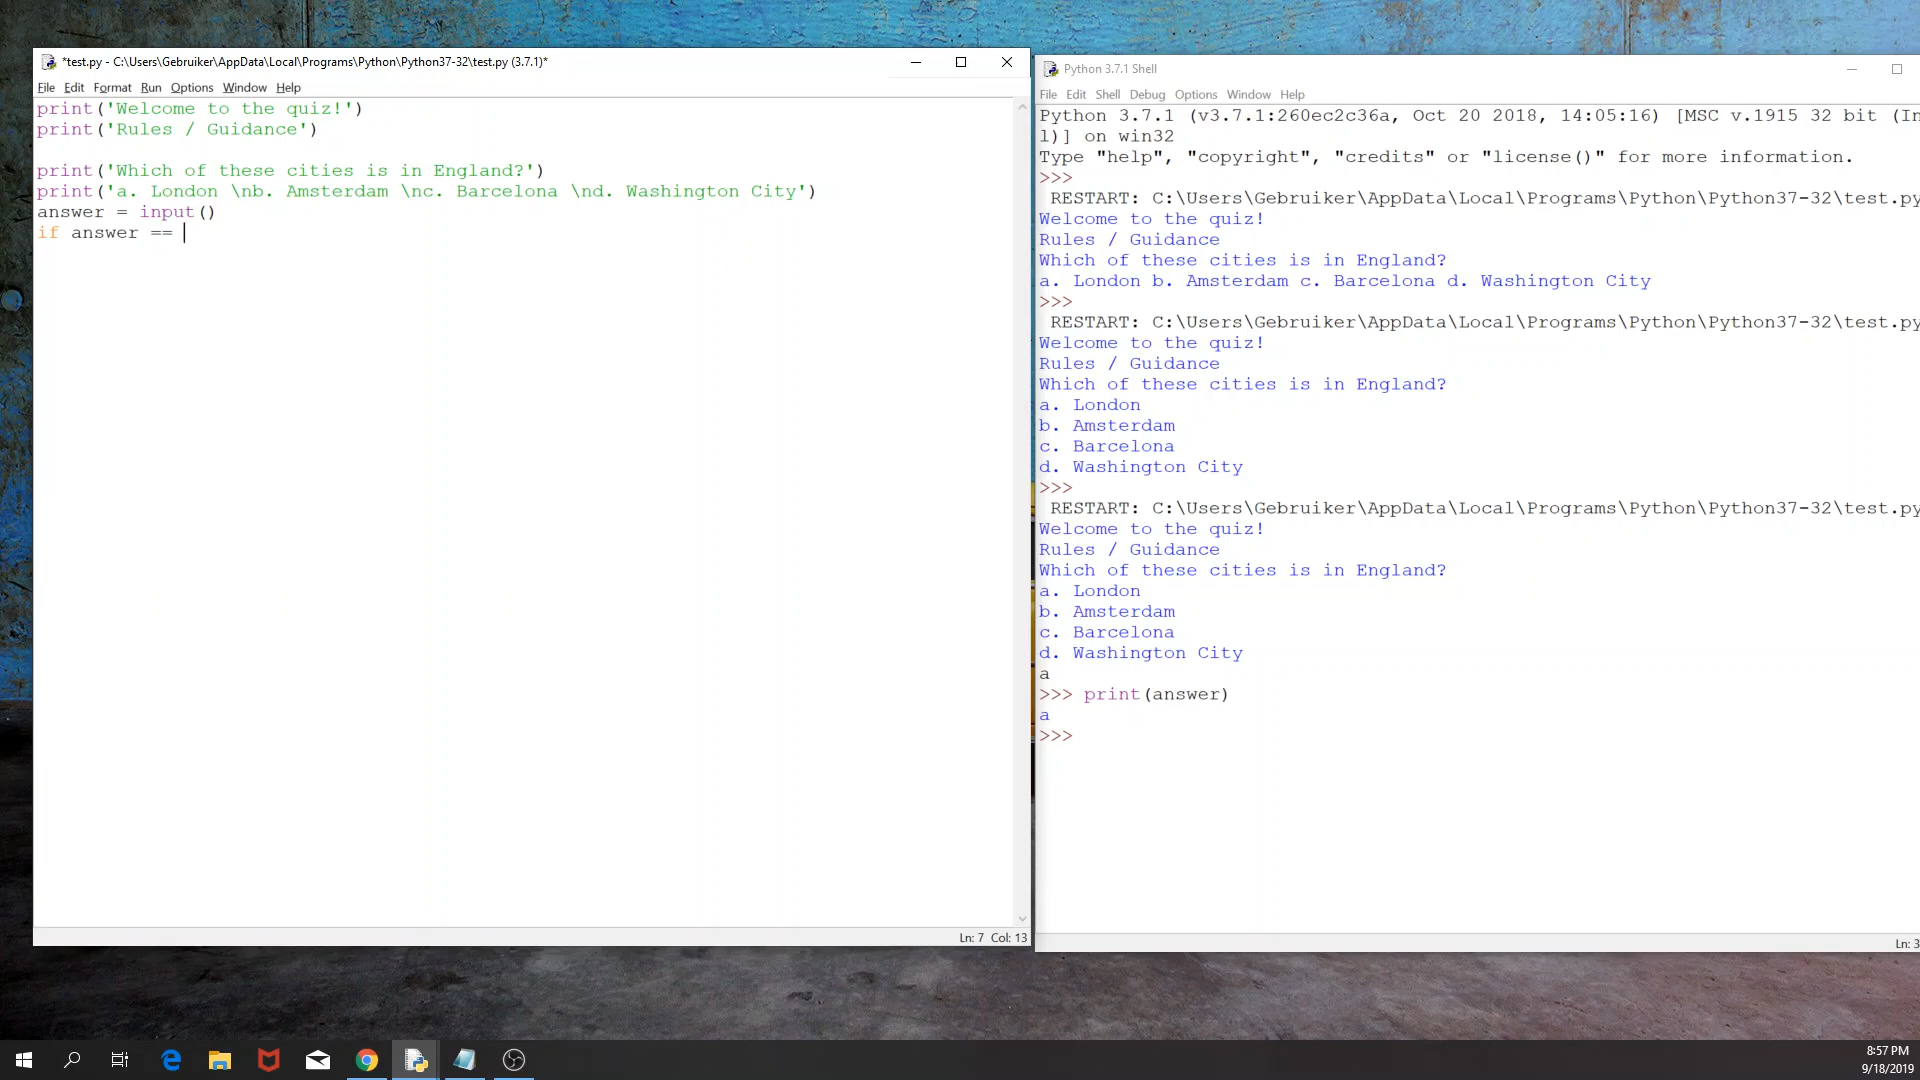 *test.py - C:\Users\Gebruiker\AppData\Local\Programs\Python\Python37-32\test.py (3.7.1)*
File Edit Format Run Options Window Help
print('Welcome to the quiz!')
print('Rules / Guidance')
print('Which of these cities is in England?')
print('a. London \nb. Amsterdam \nc. Barcelona \nd. Washington City')
answer = input()
if answer ==
Ln: 7 Col: 13
Python 3.7.1 Shell
File Edit Shell Debug Options Window Help
Python 3.7.1 (v3.7.1:260ec2c36a, Oct 20 2018, 14:05:16) [MSC v.1915 32 bit (In
l)] on win32
Type "help", "copyright", "credits" or "license()" for more information.
>>>
RESTART: C:\Users\Gebruiker\AppData\Local\Programs\Python\Python37-32\test.py
Welcome to the quiz!
Rules / Guidance
Which of these cities is in England?
a. London b. Amsterdam c. Barcelona d. Washington City
>>>
RESTART: C:\Users\Gebruiker\AppData\Local\Programs\Python\Python37-32\test.py
Welcome to the quiz!
Rules / Guidance
Which of these cities is in England?
a. London
b. Amsterdam
c. Barcelona
d. Washington City
>>>
RESTART: C:\Users\Gebruiker\AppData\Local\Programs\Python\Python37-32\test.py
Welcome to the quiz!
Rules / Guidance
Which of these cities is in England?
a. London
b. Amsterdam
c. Barcelona
d. Washington City
a
>>> print(answer)
a
>>>
Ln: 3
8:57 PM
9/18/2019